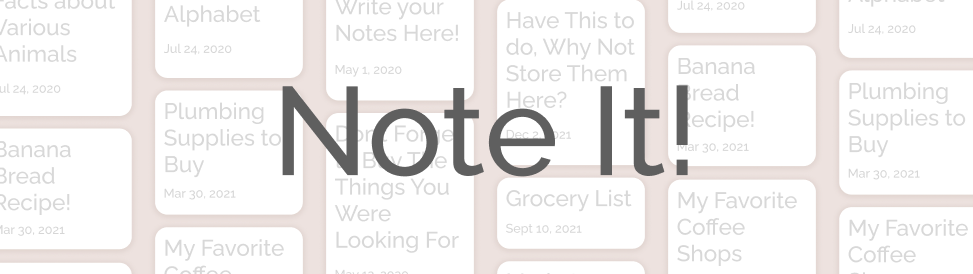 Facts about
Various
Animals
Jul 24, 2020
Banana
Bread
Recipe!
Mar 30, 2021
Alphabet
Jul 24, 2020
Plumbing
Supplies to
Buy
Mar 30, 2021
My Favorite
Coffee
Write your
Notes Here!
May 1, 2020
Don't Forget
to Buy The
Things You
Were
Looking For
May 12, 2020
Note It!
Have This to
do, Why Not
Store Them
Here?
Dec 2, 2021
Grocery List
Sept 10, 2021
Jul 24, 2020
Banana
Bread
Recipe!
Mar 30, 2021
My Favorite
Coffee
Shops
Alphabet
Jul 24, 2020
Plumbing
Supplies to
Buy
Mar 30, 2021
My Favorite
Coffee